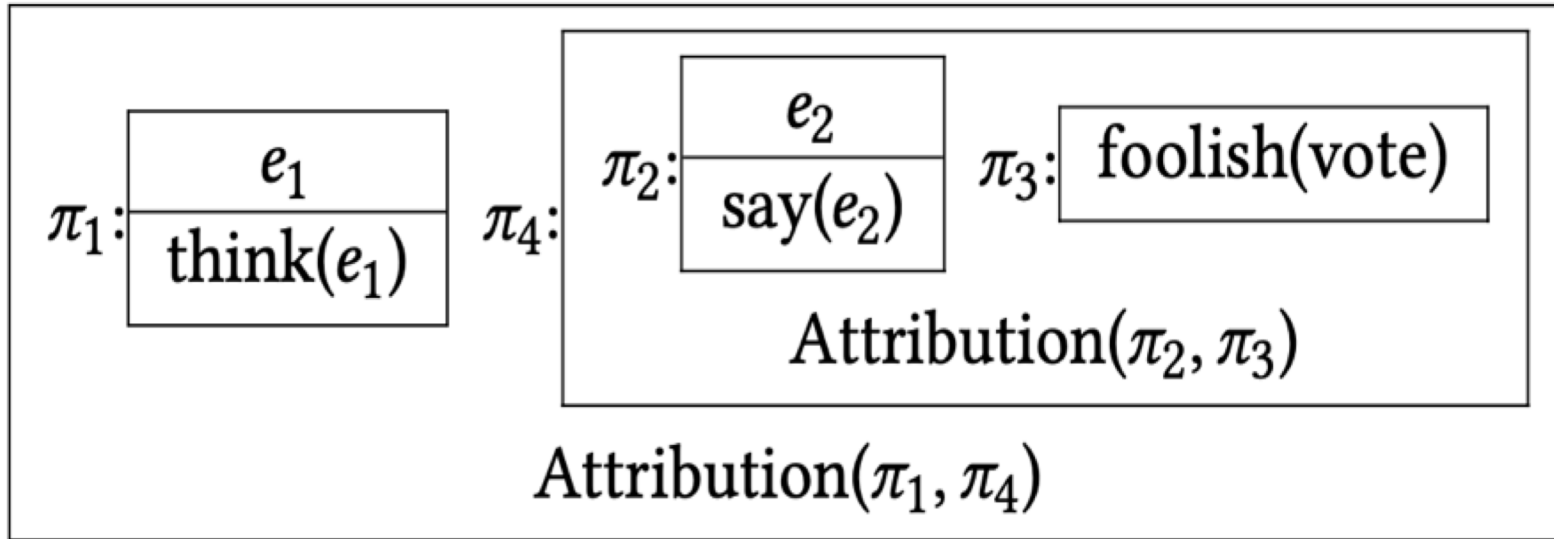 π₁:
e₁
think(e₁)
π₄:
π₂:
e₂
say(e₂)
π₃:
foolish(vote)
Attribution(π₂, π₃)
Attribution(π₁, π₄)